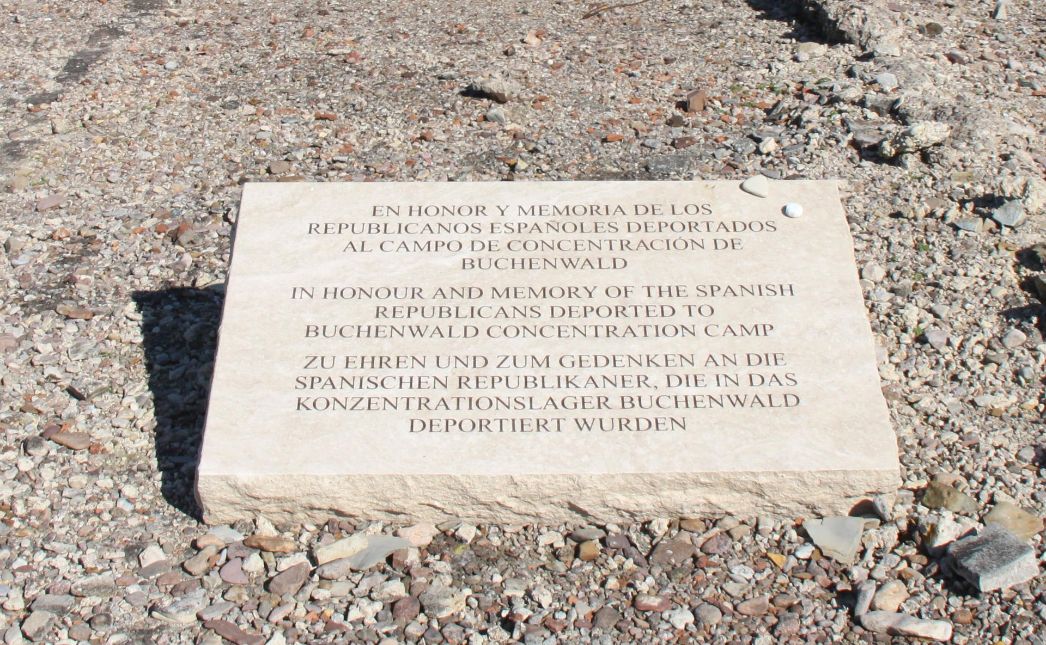 EN HONOR Y MEMORIA DE LOS
REPUBLICANOS ESPAÑOLES DEPORTADOS
AL CAMPO DE CONCENTRACIÓN DE
BUCHENWALD
IN HONOUR AND MEMORY OF THE SPANISH
REPUBLICANS DEPORTED TO
BUCHENWALD CONCENTRATION CAMP
ZU EHREN UND ZUM GEDENKEN AN DIE
SPANISCHEN REPUBLIKANER, DIE IN DAS
KONZENTRATIONSLAGER BUCHENWALD
DEPORTIERT WURDEN